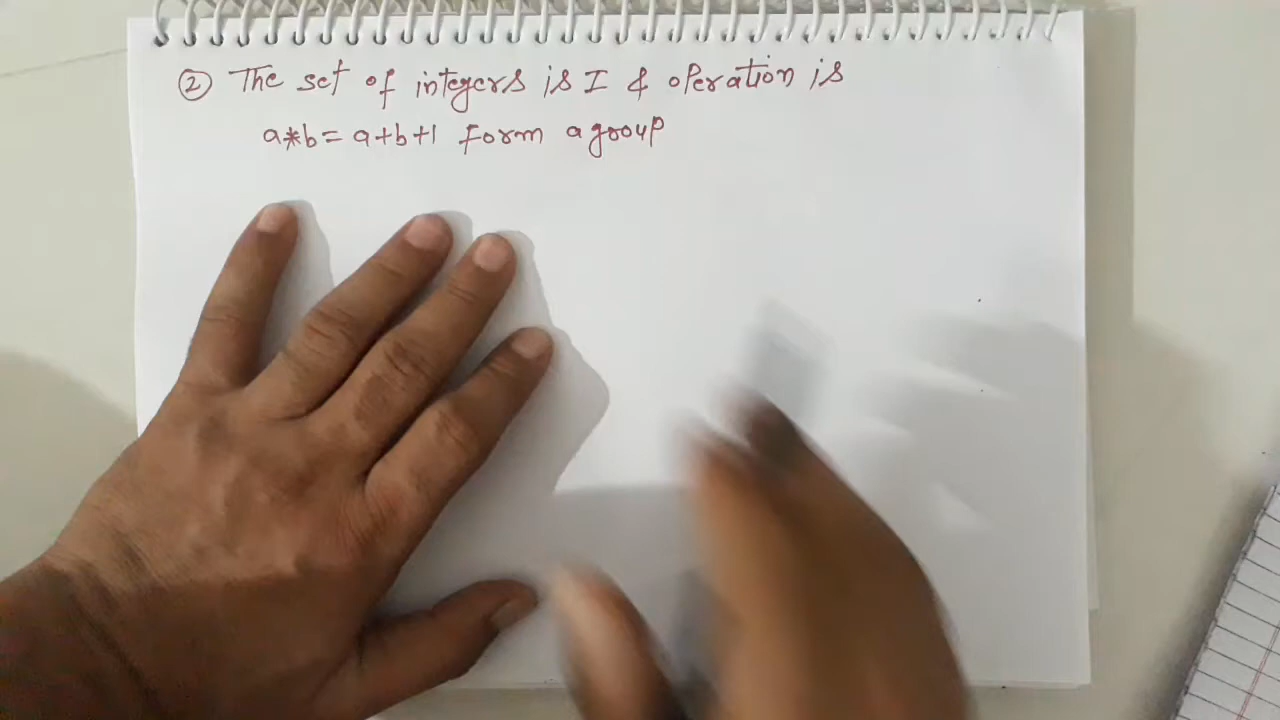 ② The set of integers is I & operation is
a*b = a+b+1 form a group